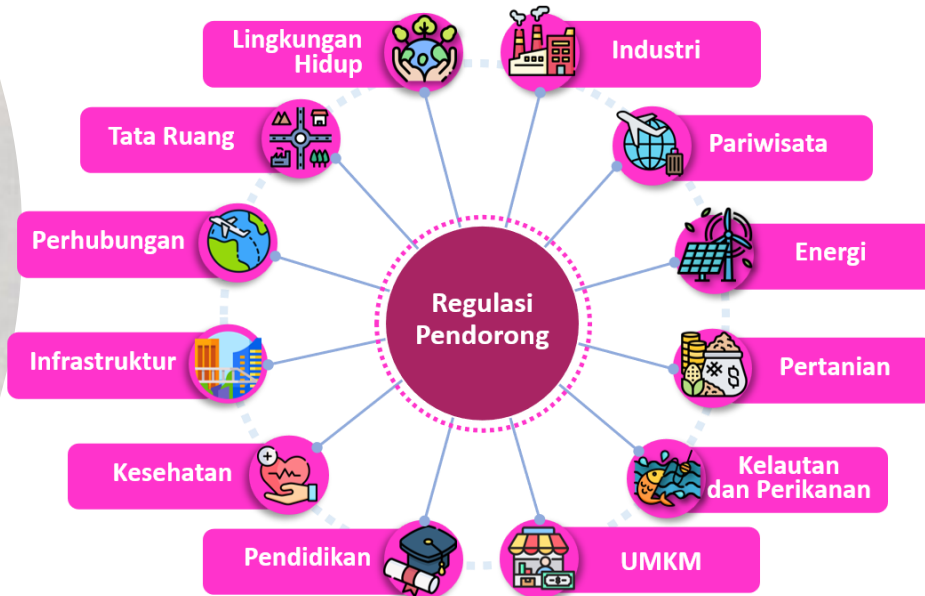 Lingkungan
Hidup
Industri
Tata Ruang
Pariwisata
Perhubungan
Energi
Regulasi
Pendorong
Infrastruktur
Pertanian
Kesehatan
Kelautan
dan Perikanan
Pendidikan
UMKM